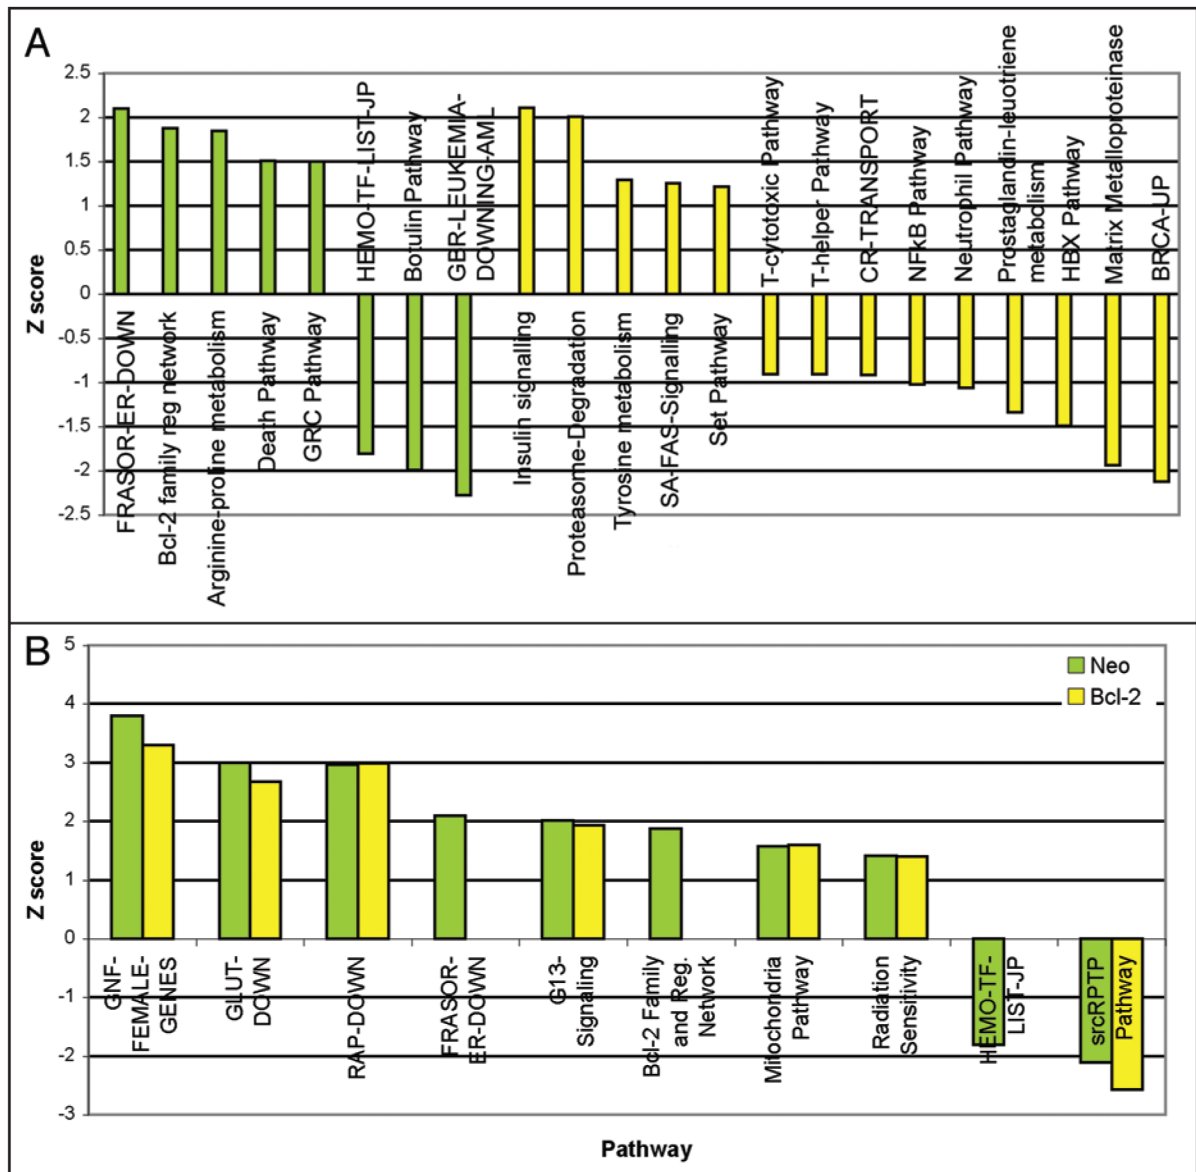 A
2.5
2
1.5
1
0.5
0
-0.5
-1
-1.5
-2
-2.5
Z score
FRASOR-ER-DOWN
Bcl-2 family reg network
Arginine-proline metabolism
Death Pathway
GRC Pathway
HEMO-TF-LIST-JP
Botulin Pathway
GBR-LEUKEMIA-
DOWNING-AML
Insulin signalling
Proteasome-Degradation
Tyrosine metabolism
SA-FAS-Signalling
Set Pathway
T-cytotoxic Pathway
T-helper Pathway
CR-TRANSPORT
NFkB Pathway
Neutrophil Pathway
Prostaglandin-leuotriene
metabolism
HBX Pathway
Matrix Metalloproteinase
BRCA-UP
B
5
4
3
2
1
0
-1
-2
-3
Z score
Neo
Bcl-2
GNF-
FEMALE-
GENES
GLUT-
DOWN
RAP-DOWN
FRASOR-
ER-DOWN
G13-
Signaling
Bcl-2 Family
and Reg.
Network
Mitochondria
Pathway
Radiation
Sensitivity
HEMO-TF-
LIST-JP
srcRPTP
Pathway
Pathway